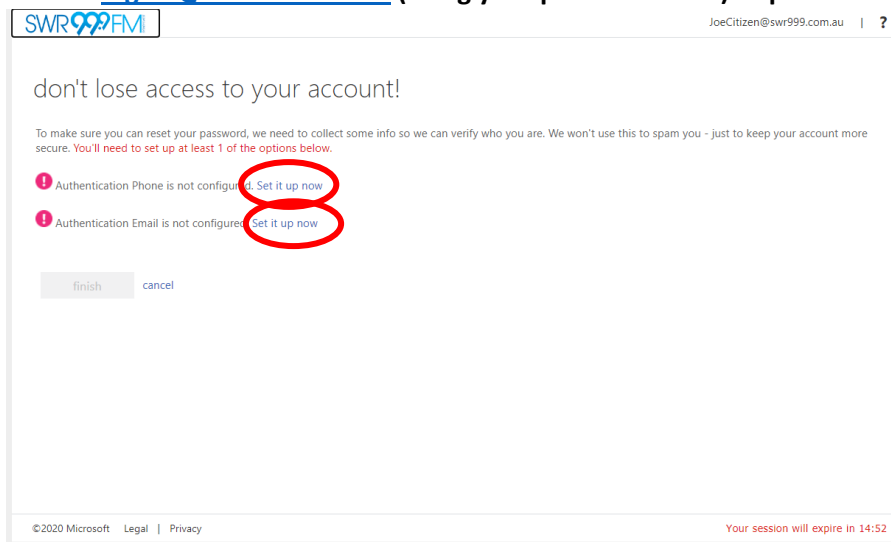 SWR999FM
JoeCitizen@swr999.com.au | ?
don't lose access to your account!
To make sure you can reset your password, we need to collect some info so we can verify who you are. We won't use this to spam you - just to keep your account more
secure. You'll need to set up at least 1 of the options below.
! Authentication Phone is not configured. Set it up now
! Authentication Email is not configured. Set it up now
finish cancel
©2020 Microsoft Legal | Privacy
Your session will expire in 14:52